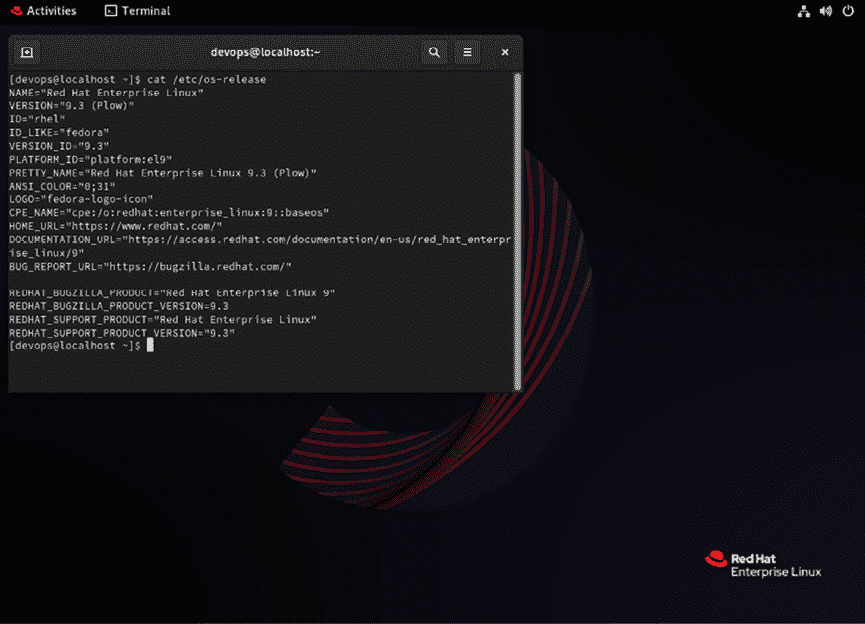 Activities Terminal
devops@localhost:~
[devops@localhost ~]$ cat /etc/os-release
NAME="Red Hat Enterprise Linux"
VERSION="9.3 (Plow)"
ID="rhel"
ID_LIKE="fedora"
VERSION_ID="9.3"
PLATFORM_ID="platform:el9"
PRETTY_NAME="Red Hat Enterprise Linux 9.3 (Plow)"
ANSI_COLOR="0;31"
LOGO="fedora-logo-icon"
CPE_NAME="cpe:/o:redhat:enterprise_linux:9::baseos"
HOME_URL="https://www.redhat.com/"
DOCUMENTATION_URL="https://access.redhat.com/documentation/en-us/red_hat_enterpr
ise_linux/9"
BUG_REPORT_URL="https://bugzilla.redhat.com/"
REDHAT_BUGZILLA_PRODUCT="Red Hat Enterprise Linux 9"
REDHAT_BUGZILLA_PRODUCT_VERSION=9.3
REDHAT_SUPPORT_PRODUCT="Red Hat Enterprise Linux"
REDHAT_SUPPORT_PRODUCT_VERSION="9.3"
[devops@localhost ~]$
Red Hat
Enterprise Linux